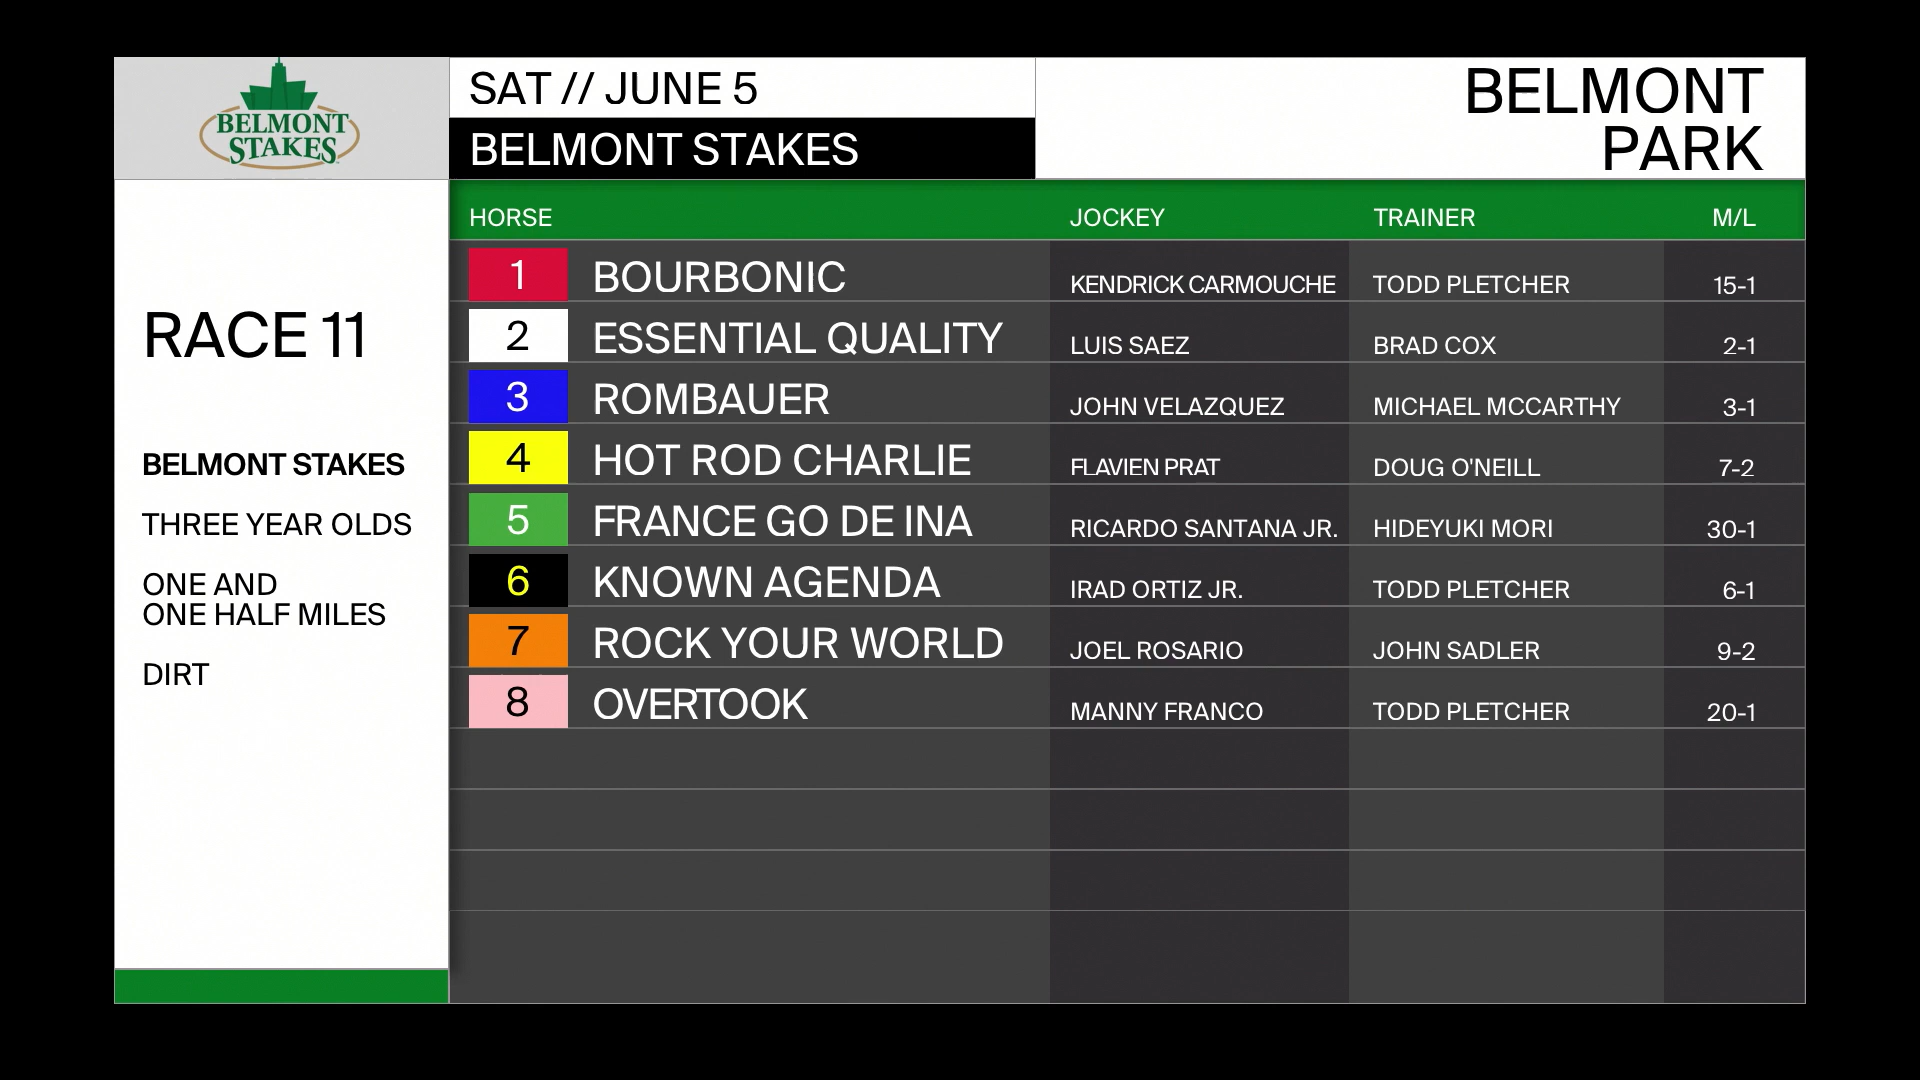 BELMONT
STAKES
SAT // JUNE 5
BELMONT STAKES
BELMONT
PARK
RACE 11
BELMONT STAKES
THREE YEAR OLDS
ONE AND
ONE HALF MILES
DIRT
HORSE JOCKEY TRAINER M/L
1 BOURBONIC KENDRICK CARMOUCHE TODD PLETCHER 15-1
2 ESSENTIAL QUALITY LUIS SAEZ BRAD COX 2-1
3 ROMBAUER JOHN VELAZQUEZ MICHAEL MCCARTHY 3-1
4 HOT ROD CHARLIE FLAVIEN PRAT DOUG O'NEILL 7-2
5 FRANCE GO DE INA RICARDO SANTANA JR. HIDEYUKI MORI 30-1
6 KNOWN AGENDA IRAD ORTIZ JR. TODD PLETCHER 6-1
7 ROCK YOUR WORLD JOEL ROSARIO JOHN SADLER 9-2
8 OVERTOOK MANNY FRANCO TODD PLETCHER 20-1